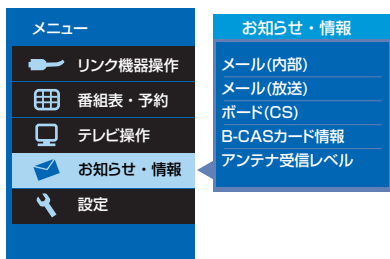 メニュー
リンク機器操作
番組表・予約
テレビ操作
お知らせ・情報
設定
お知らせ・情報
メール(内部)
メール(放送)
ボード(CS)
B-CASカード情報
アンテナ受信レベル